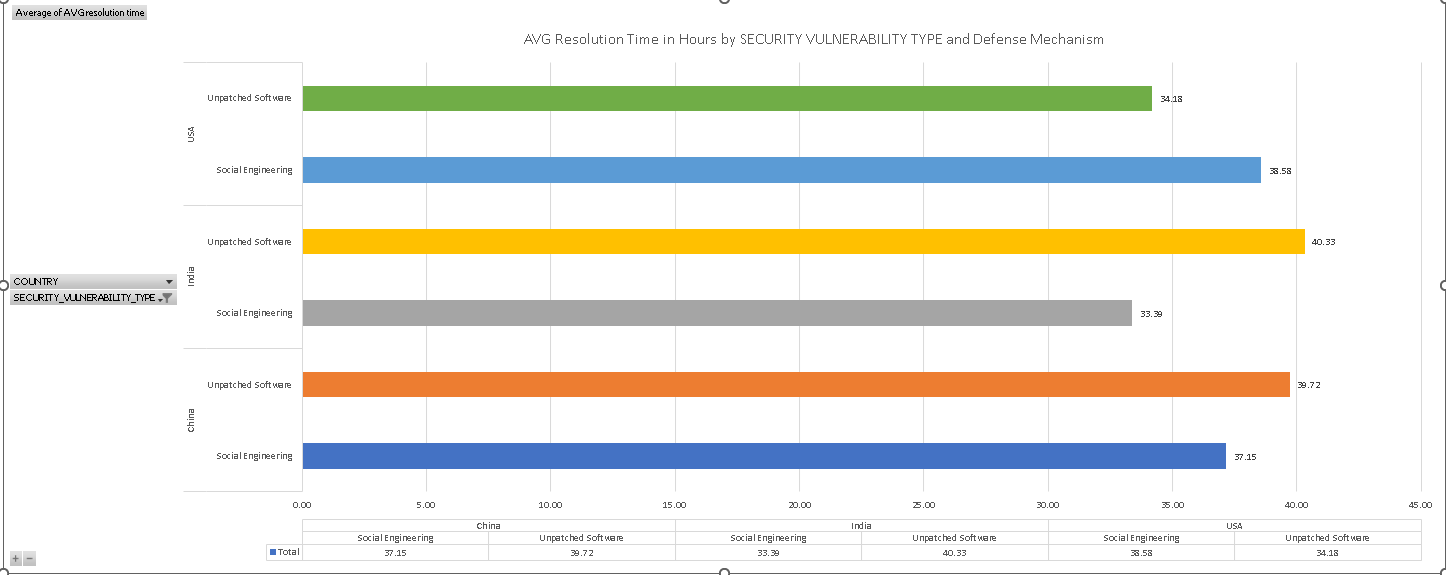 Average of AVG resolution time
AVG Resolution Time in Hours by SECURITY VULNERABILITY TYPE and Defense Mechanism
USA
Unpatched Software
34.18
Social Engineering
38.58
India
Unpatched Software
40.33
Social Engineering
33.39
China
Unpatched Software
39.72
Social Engineering
37.15
COUNTRY
SECURITY_VULNERABILITY_TYPE
0.00 5.00 10.00 15.00 20.00 25.00 30.00 35.00 40.00 45.00
China India USA
Social Engineering Unpatched Software Social Engineering Unpatched Software Social Engineering Unpatched Software
Total 37.15 39.72 33.39 40.33 38.58 34.18
+ −